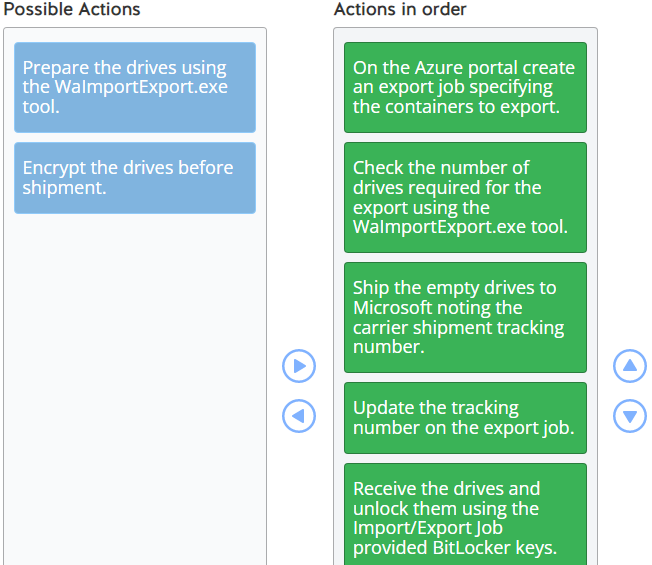 Possible Actions
Prepare the drives using
the WaImportExport.exe
tool.
Encrypt the drives before
shipment.
Actions in order
On the Azure portal create
an export job specifying
the containers to export.
Check the number of
drives required for the
export using the
WaImportExport.exe tool.
Ship the empty drives to
Microsoft noting the
carrier shipment tracking
number.
Update the tracking
number on the export job.
Receive the drives and
unlock them using the
Import/Export Job
provided BitLocker keys.